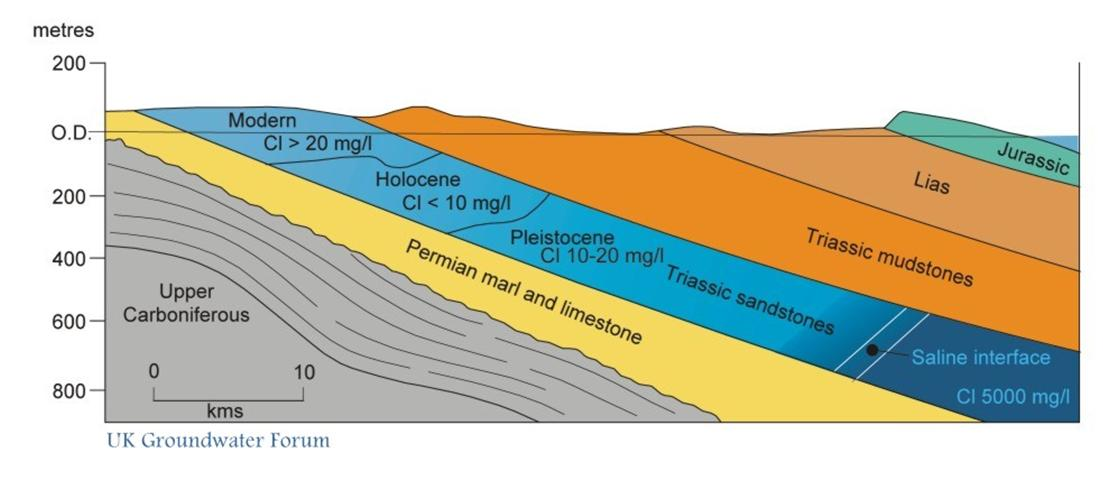 metres
200
O.D.
200
400
600
800
Modern
Cl > 20 mg/l
Holocene
Cl < 10 mg/l
Pleistocene
Cl 10-20 mg/l
Triassic sandstones
Permian marl and limestone
Triassic mudstones
Lias
Jurassic
Upper
Carboniferous
0 10
kms
Saline interface
Cl 5000 mg/l
UK Groundwater Forum